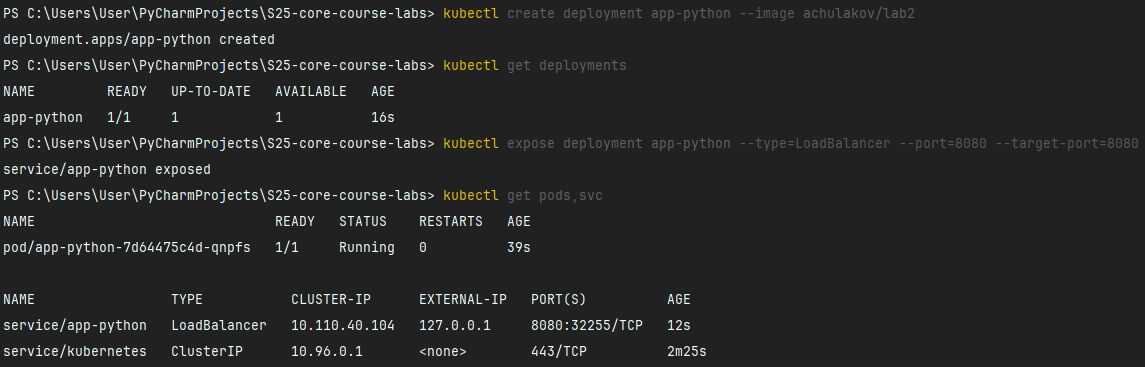 PS C:\Users\User\PyCharmProjects\S25-core-course-labs> kubectl create deployment app-python --image achulakov/lab2
deployment.apps/app-python created
PS C:\Users\User\PyCharmProjects\S25-core-course-labs> kubectl get deployments
NAME         READY   UP-TO-DATE   AVAILABLE   AGE
app-python   1/1     1            1           16s
PS C:\Users\User\PyCharmProjects\S25-core-course-labs> kubectl expose deployment app-python --type=LoadBalancer --port=8080 --target-port=8080
service/app-python exposed
PS C:\Users\User\PyCharmProjects\S25-core-course-labs> kubectl get pods,svc
NAME                              READY   STATUS    RESTARTS   AGE
pod/app-python-7d64475c4d-qnpfs   1/1     Running   0          39s
NAME                 TYPE           CLUSTER-IP      EXTERNAL-IP   PORT(S)          AGE
service/app-python   LoadBalancer   10.110.40.104   127.0.0.1     8080:32255/TCP   12s
service/kubernetes   ClusterIP      10.96.0.1       <none>        443/TCP          2m25s